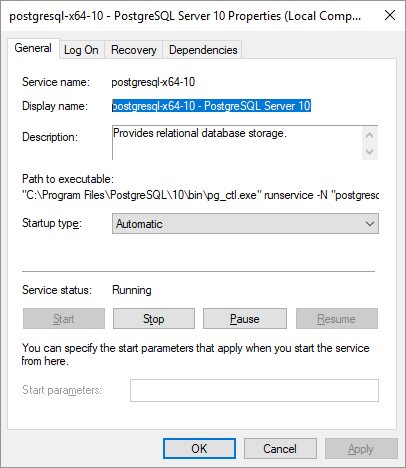 postgresql-x64-10 - PostgreSQL Server 10 Properties (Local Comp...
General Log On Recovery Dependencies
Service name: postgresql-x64-10
Display name: postgresql-x64-10 - PostgreSQL Server 10
Description: Provides relational database storage.
Path to executable:
"C:\Program Files\PostgreSQL\10\bin\pg_ctl.exe" runservice -N "postgresq
Startup type: Automatic
Service status: Running
Start Stop Pause Resume
You can specify the start parameters that apply when you start the service
from here.
Start parameters:
OK Cancel Apply